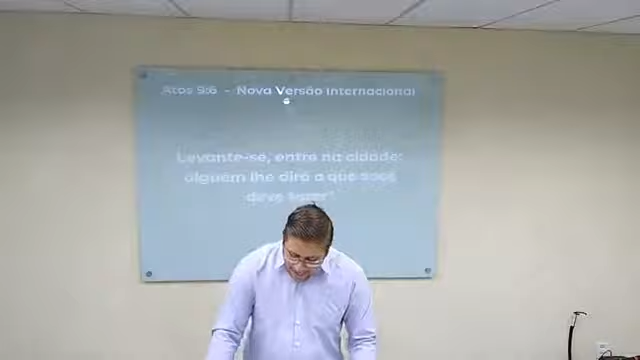 Atos 9:6 - Nova Versão Internacional
Levante-se, entre na cidade;
alguém lhe dirá o que você
deve fazer"